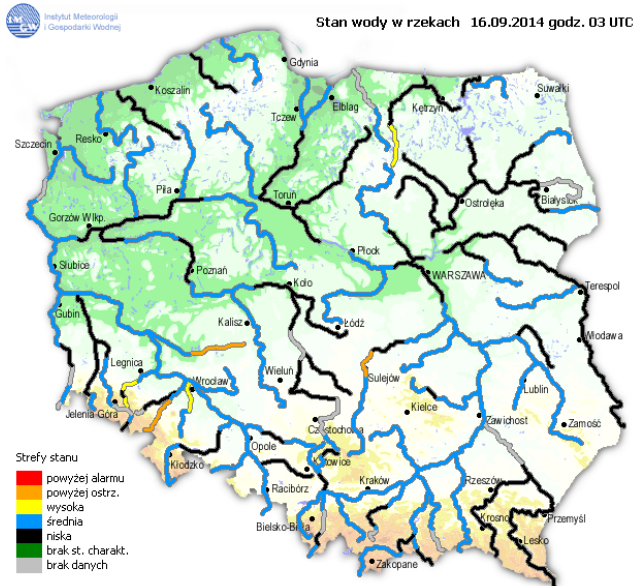 IMGW
Instytut Meteorologii
i Gospodarki Wodnej
Stan wody w rzekach 16.09.2014 godz. 03 UTC
Gdynia
Koszalin
Elbląg
Kętrzyn
Suwałki
Tczew
Resko
Szczecin
Piła
Toruń
Ostrołęka
Białystok
Gorzów Wlkp.
Płock
Słubice
Poznań
Koło
WARSZAWA
Terespol
Gubin
Kalisz
Łódź
Włodawa
Legnica
Wrocław
Wieluń
Sulejów
Lublin
Jelenia Góra
Kielce
Zawichost
Zamość
Częstochowa
Opole
Kłodzko
Katowice
Racibórz
Kraków
Rzeszów
Bielsko-Biała
Krosno
Przemyśl
Lesko
Zakopane
Strefy stanu
powyżej alarmu
powyżej ostrz.
wysoka
średnia
niska
brak st. charakt.
brak danych